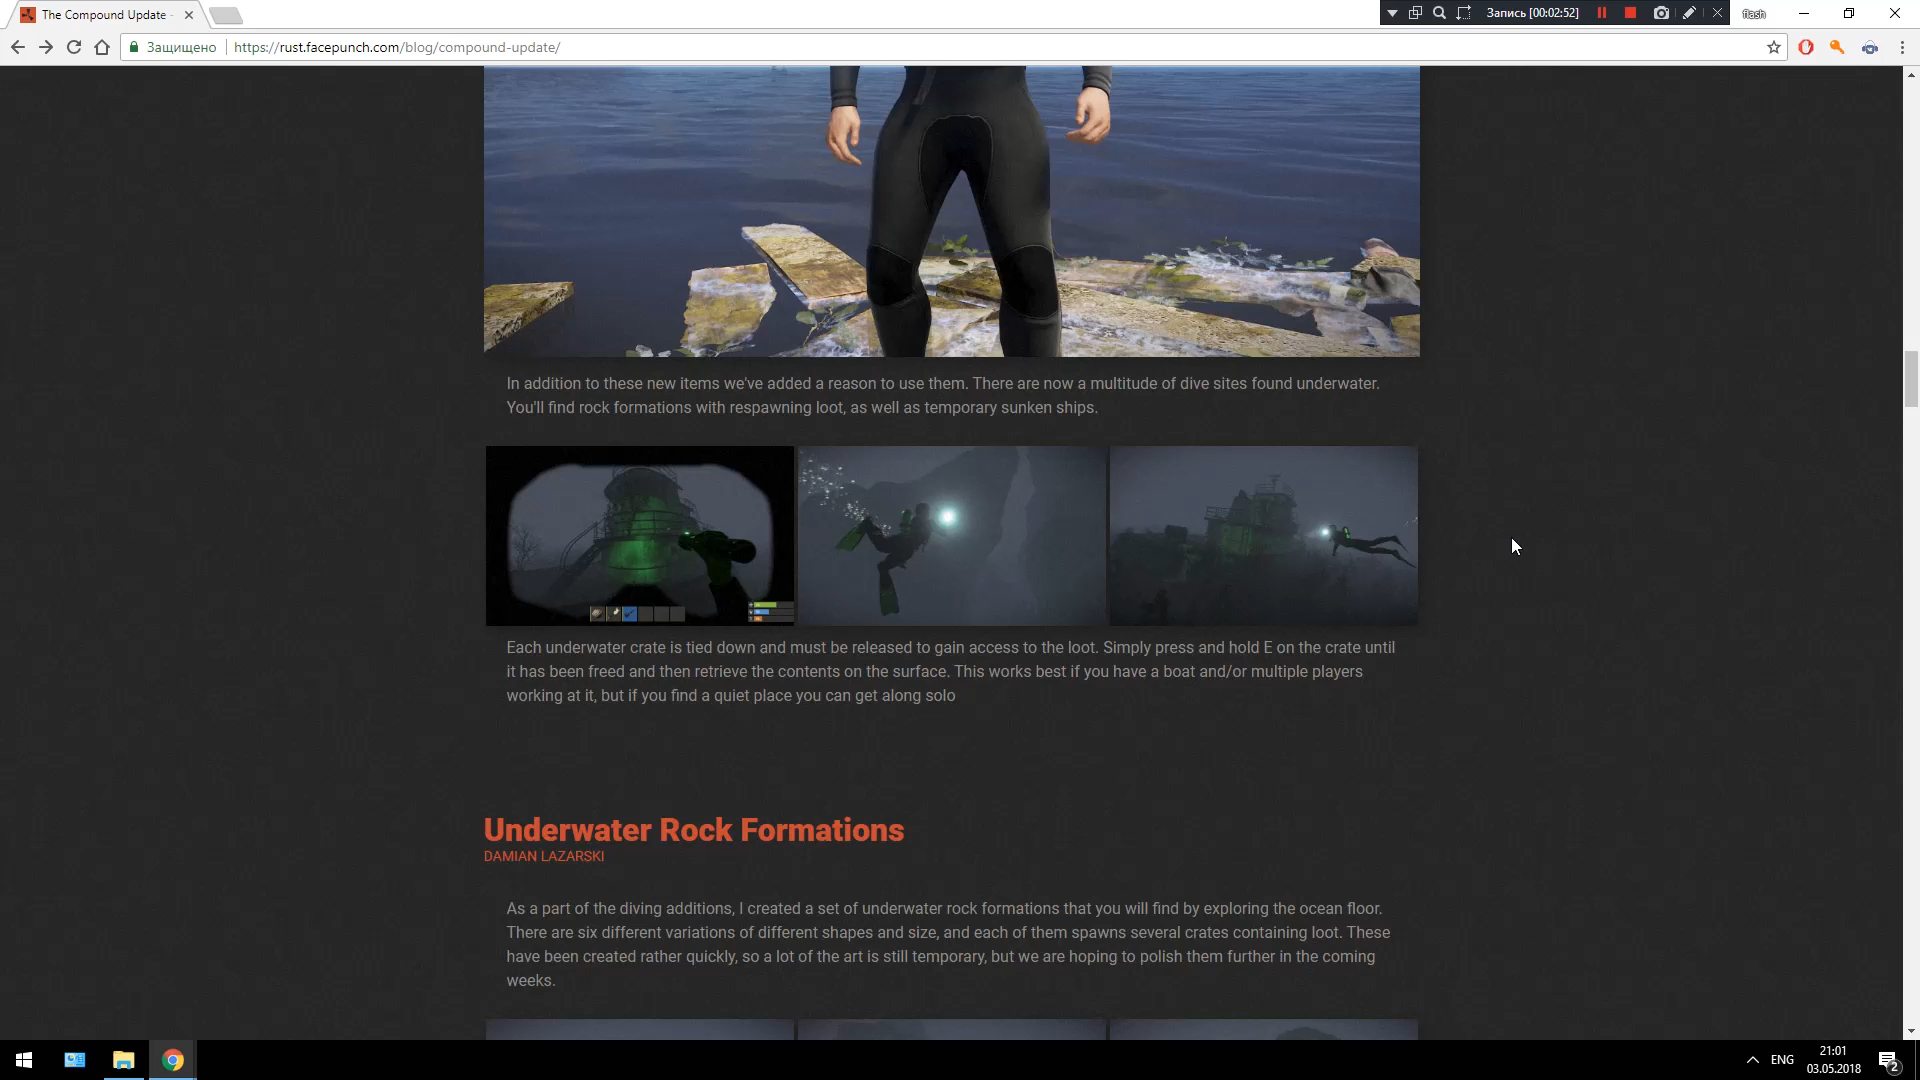 The Compound Update -
Запись [00:02:52]
flash
Защищено
https://rust.facepunch.com/blog/compound-update/
In addition to these new items we've added a reason to use them. There are now a multitude of dive sites found underwater.
You'll find rock formations with respawning loot, as well as temporary sunken ships.
Each underwater crate is tied down and must be released to gain access to the loot. Simply press and hold E on the crate until
it has been freed and then retrieve the contents on the surface. This works best if you have a boat and/or multiple players
working at it, but if you find a quiet place you can get along solo
Underwater Rock Formations
DAMIAN LAZARSKI
As a part of the diving additions, I created a set of underwater rock formations that you will find by exploring the ocean floor.
There are six different variations of different shapes and size, and each of them spawns several crates containing loot. These
have been created rather quickly, so a lot of the art is still temporary, but we are hoping to polish them further in the coming
weeks.
ENG
21:01
03.05.2018
2